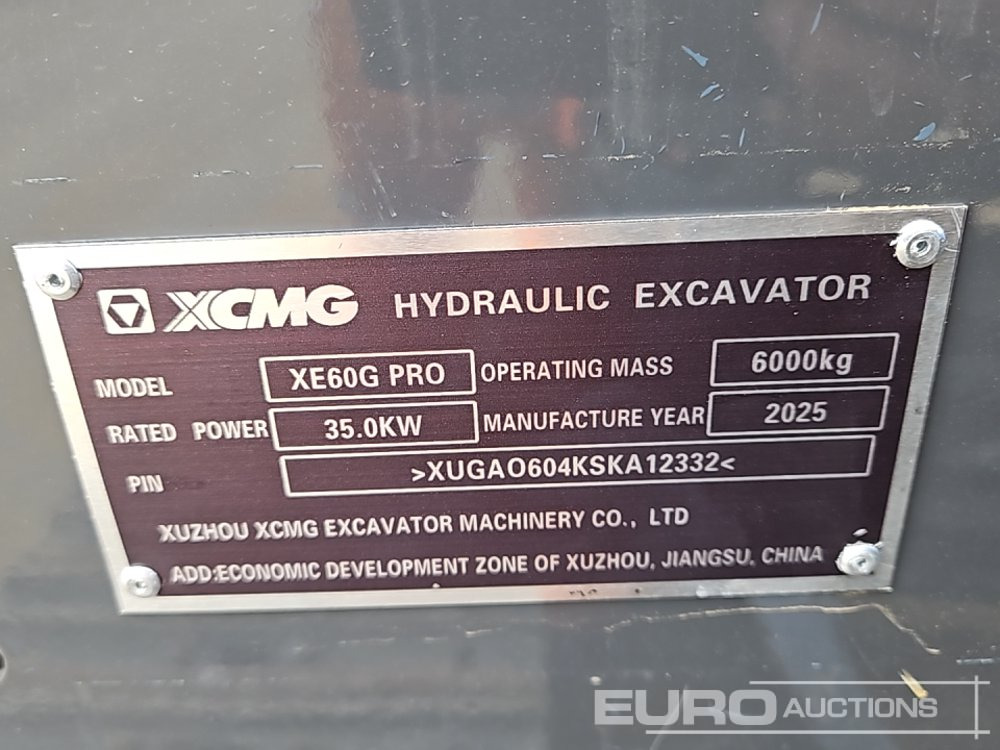 XCMG HYDRAULIC EXCAVATOR
MODEL XE60G PRO OPERATING MASS 6000kg
RATED POWER 35.0KW MANUFACTURE YEAR 2025
PIN >XUGAO604KSKA12332<
XUZHOU XCMG EXCAVATOR MACHINERY CO., LTD
ADD:ECONOMIC DEVELOPMENT ZONE OF XUZHOU, JIANGSU, CHINA
EURO AUCTIONS